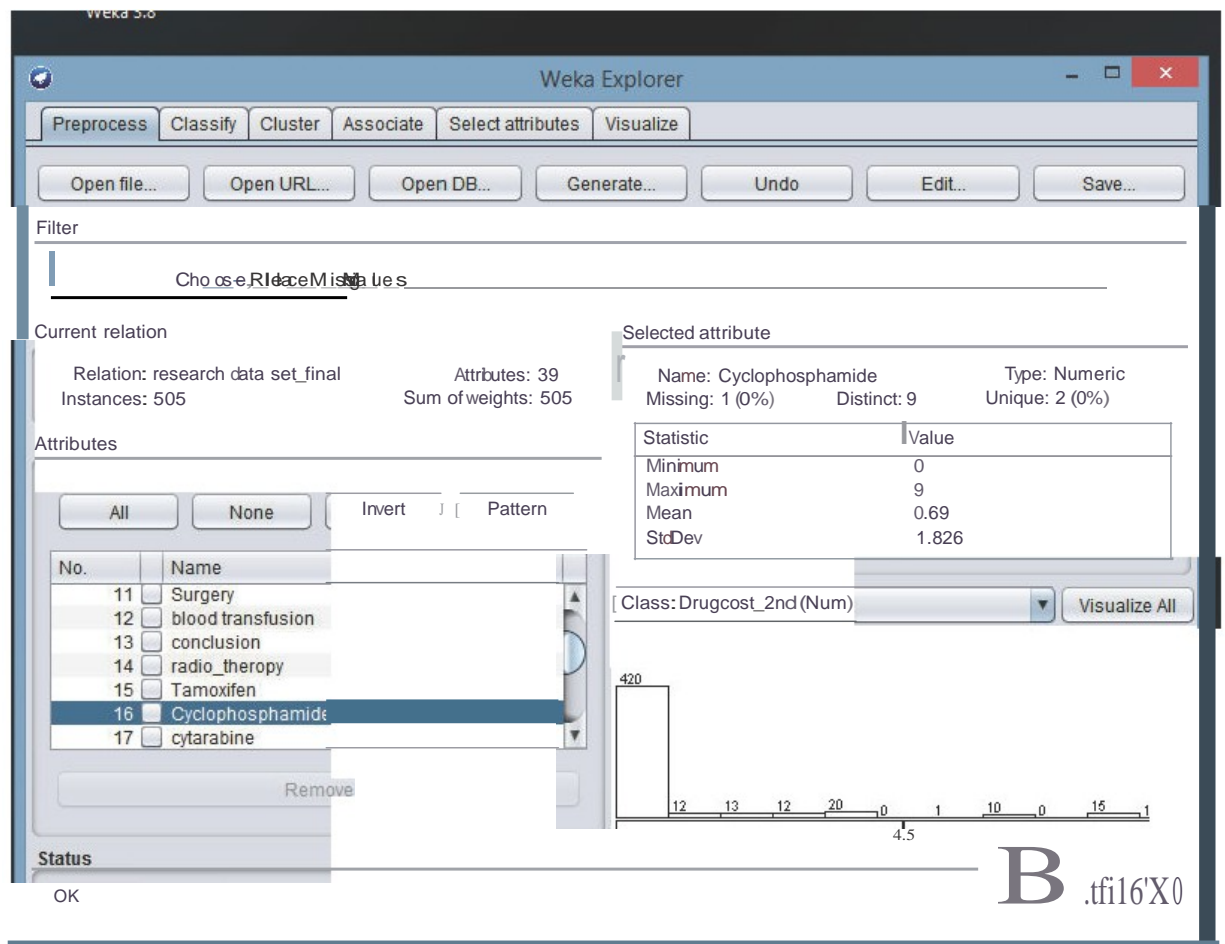 Weka 3.8
Weka Explorer
Preprocess Classify Cluster Associate Select attributes Visualize
Open file... Open URL... Open DB... Generate... Undo Edit... Save...
Filter
Current relation
Relation: research data set_final Attributes: 39
Instances: 505 Sum of weights: 505
Attributes
All None Invert Pattern
No. Name
11 Surgery
12 blood transfusion
13 conclusion
14 radio_theropy
15 Tamoxifen
16 Cyclophosphamide
17 cytarabine
Remove
Selected attribute
Name: Cyclophosphamide Type: Numeric
Missing: 1 (0%) Distinct: 9 Unique: 2 (0%)
Statistic Value
Minimum 0
Maximum 9
Mean 0.69
StdDev 1.826
Class: Drugcost_2nd (Num) Visualize All
420
12 13 12 20 0 1 10 0 15 1
4.5
Status
OK
B .tfi16'X0